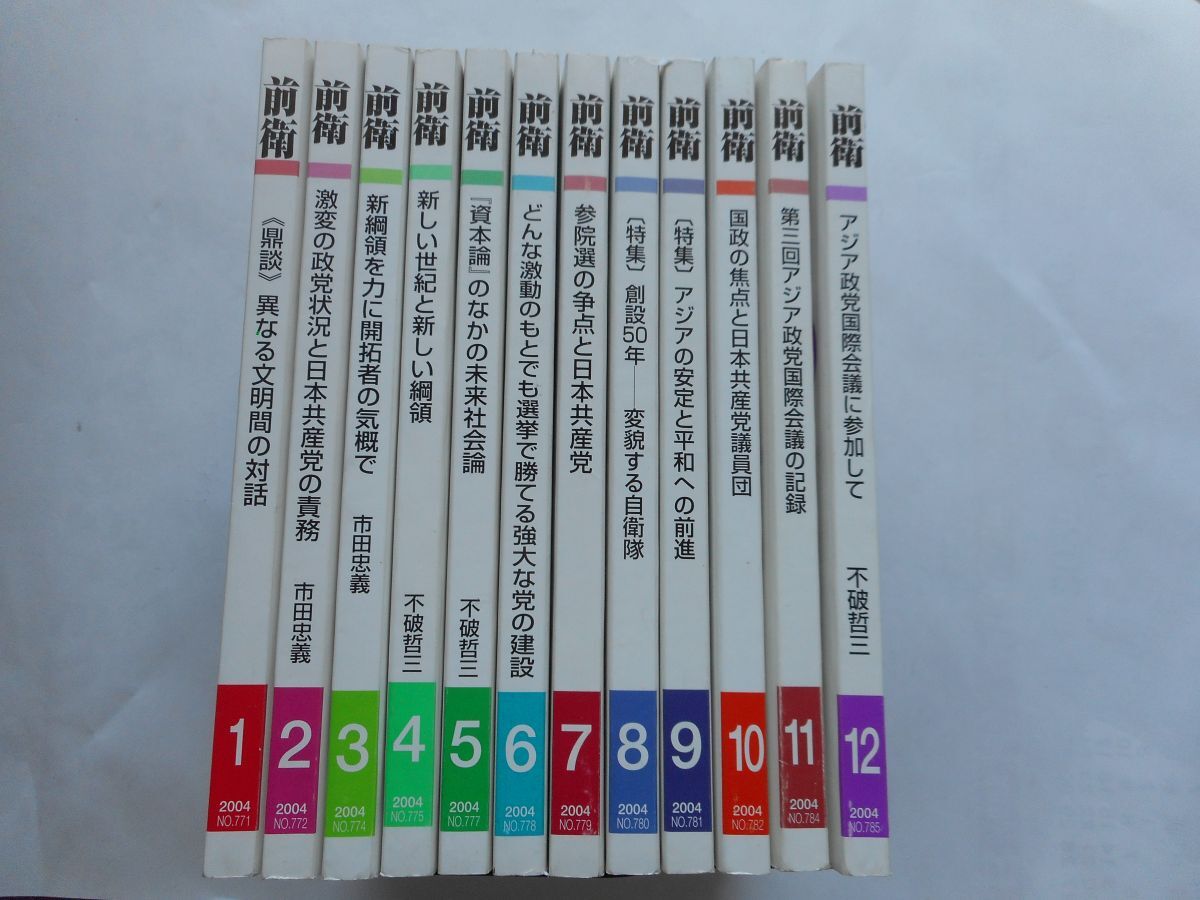 前衛
《鼎談》異なる文明間の対話
1
2004
NO.771
前衛
激変の政党状況と日本共産党の責務
市田忠義
2
2004
NO.772
前衛
新綱領を力に開拓者の気概で
市田忠義
3
2004
NO.774
前衛
新しい世紀と新しい綱領
不破哲三
4
2004
NO.775
前衛
『資本論』のなかの未来社会論
不破哲三
5
2004
NO.777
前衛
どんな激動のもとでも選挙で勝てる強大な党の建設
6
2004
NO.778
前衛
参院選の争点と日本共産党
7
2004
NO.779
前衛
〔特集〕創設50年──変貌する自衛隊
8
2004
NO.780
前衛
〔特集〕アジアの安定と平和への前進
9
2004
NO.781
前衛
国政の焦点と日本共産党議員団
10
2004
NO.782
前衛
第三回アジア政党国際会議の記録
11
2004
NO.784
前衛
アジア政党国際会議に参加して
不破哲三
12
2004
NO.785